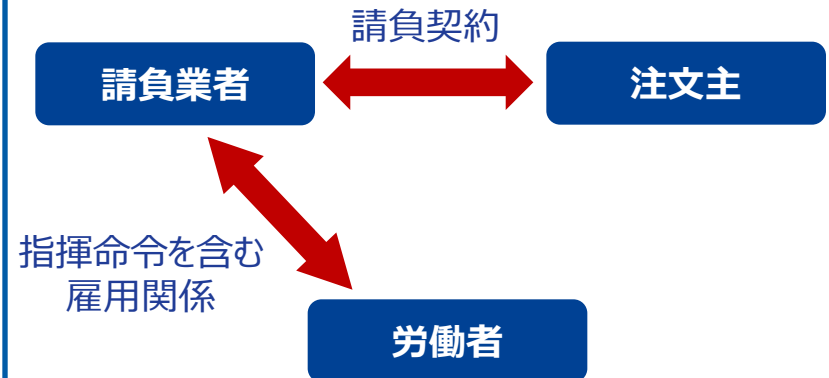 請負契約
請負業者
注文主
指揮命令を含む
雇用関係
労働者